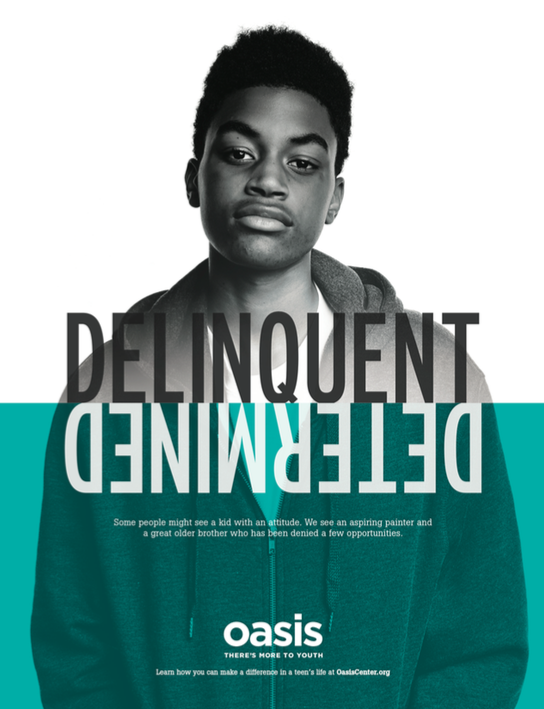 DELINQUENT
DETERMINED
Some people might see a kid with an attitude. We see an aspiring painter and
a great older brother who has been denied a few opportunities.
oasis
THERE'S MORE TO YOUTH
Learn how you can make a difference in a teen's life at OasisCenter.org